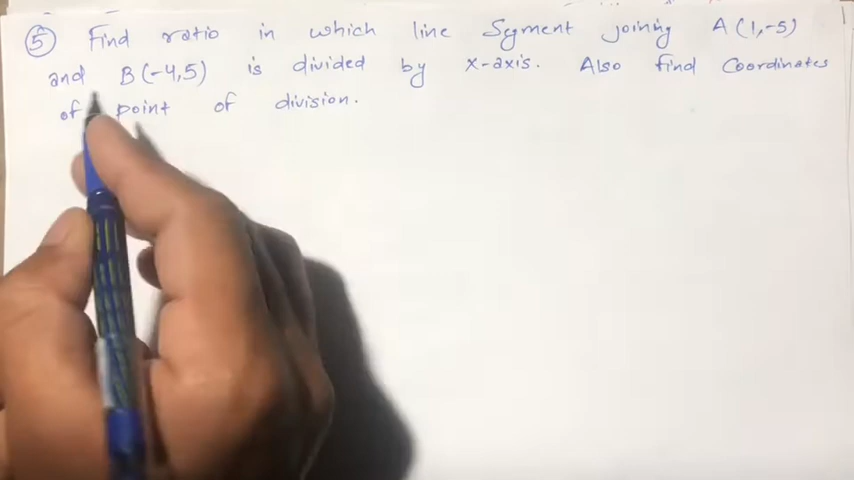 5 Find ratio in which line Segment joining A(1,-5)
and B(-4,5) is divided by x-axis. Also find Coordinates
of point of division.